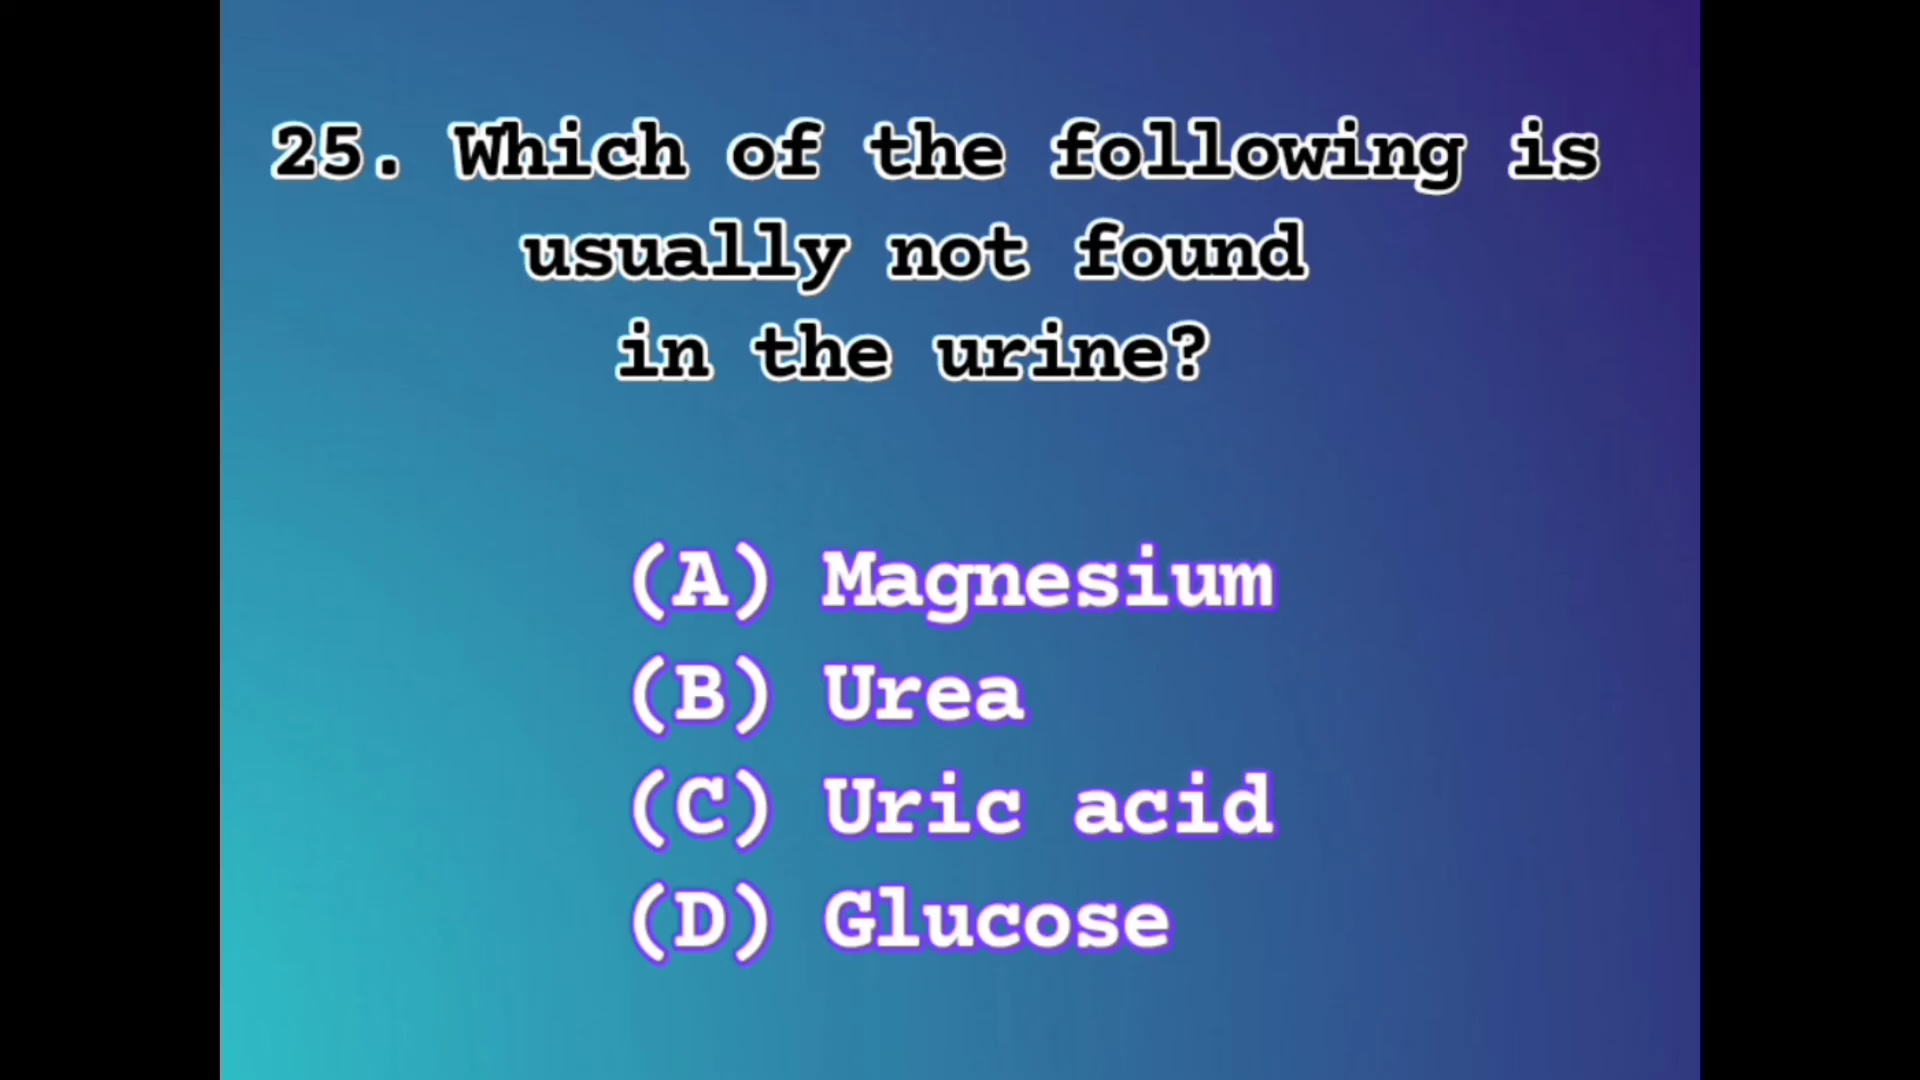 25. Which of the following is
usually not found
in the urine?
(A) Magnesium
(B) Urea
(C) Uric acid
(D) Glucose